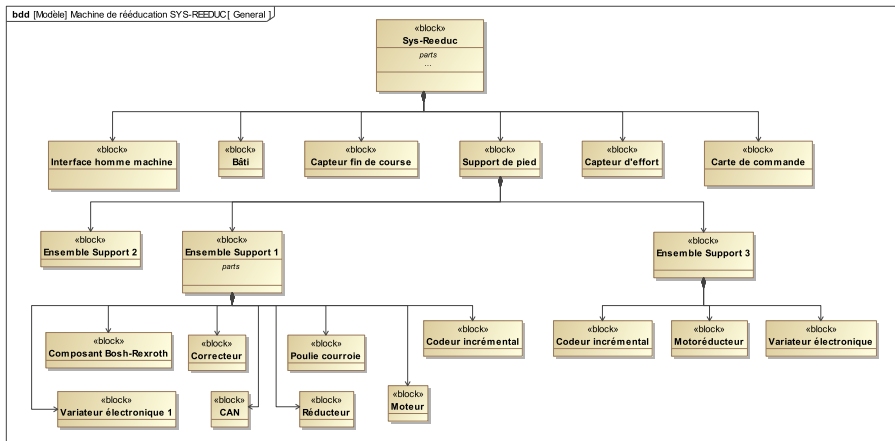 bdd [Modèle] Machine de rééducation SYS-REEDUC[ General ]
«block»
Sys-Reeduc
parts
...
«block»
Interface homme machine
«block»
Bâti
«block»
Capteur fin de course
«block»
Support de pied
«block»
Capteur d'effort
«block»
Carte de commande
«block»
Ensemble Support 2
«block»
Ensemble Support 1
parts
«block»
Ensemble Support 3
«block»
Composant Bosh-Rexroth
«block»
Correcteur
«block»
Poulie courroie
«block»
Codeur incrémental
«block»
Codeur incrémental
«block»
Motoréducteur
«block»
Variateur électronique
«block»
Variateur électronique 1
«block»
CAN
«block»
Réducteur
«block»
Moteur